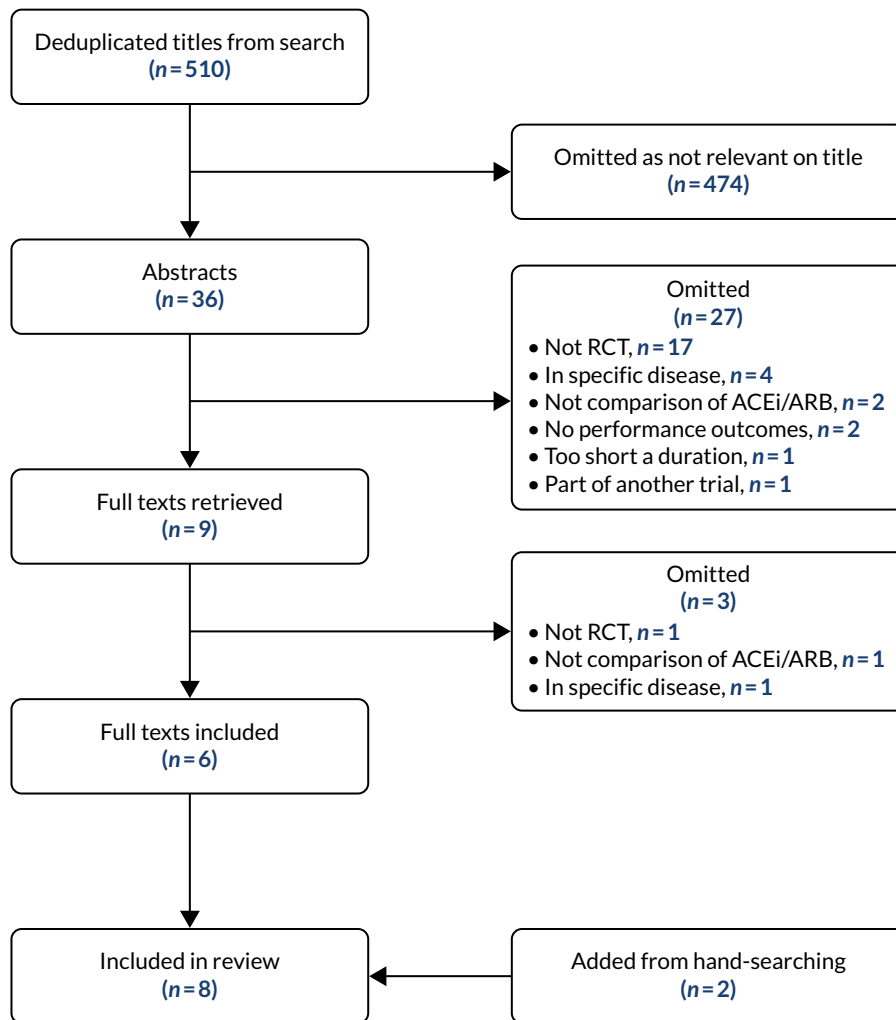 Deduplicated titles from search
(n=510)
Omitted as not relevant on title
(n=474)
Abstracts
(n=36)
Omitted
(n=27)
• Not RCT, n=17
• In specific disease, n=4
• Not comparison of ACEi/ARB, n=2
• No performance outcomes, n=2
• Too short a duration, n=1
• Part of another trial, n=1
Full texts retrieved
(n=9)
Omitted
(n=3)
• Not RCT, n=1
• Not comparison of ACEi/ARB, n=1
• In specific disease, n=1
Full texts included
(n=6)
Included in review
(n=8)
Added from hand-searching
(n=2)